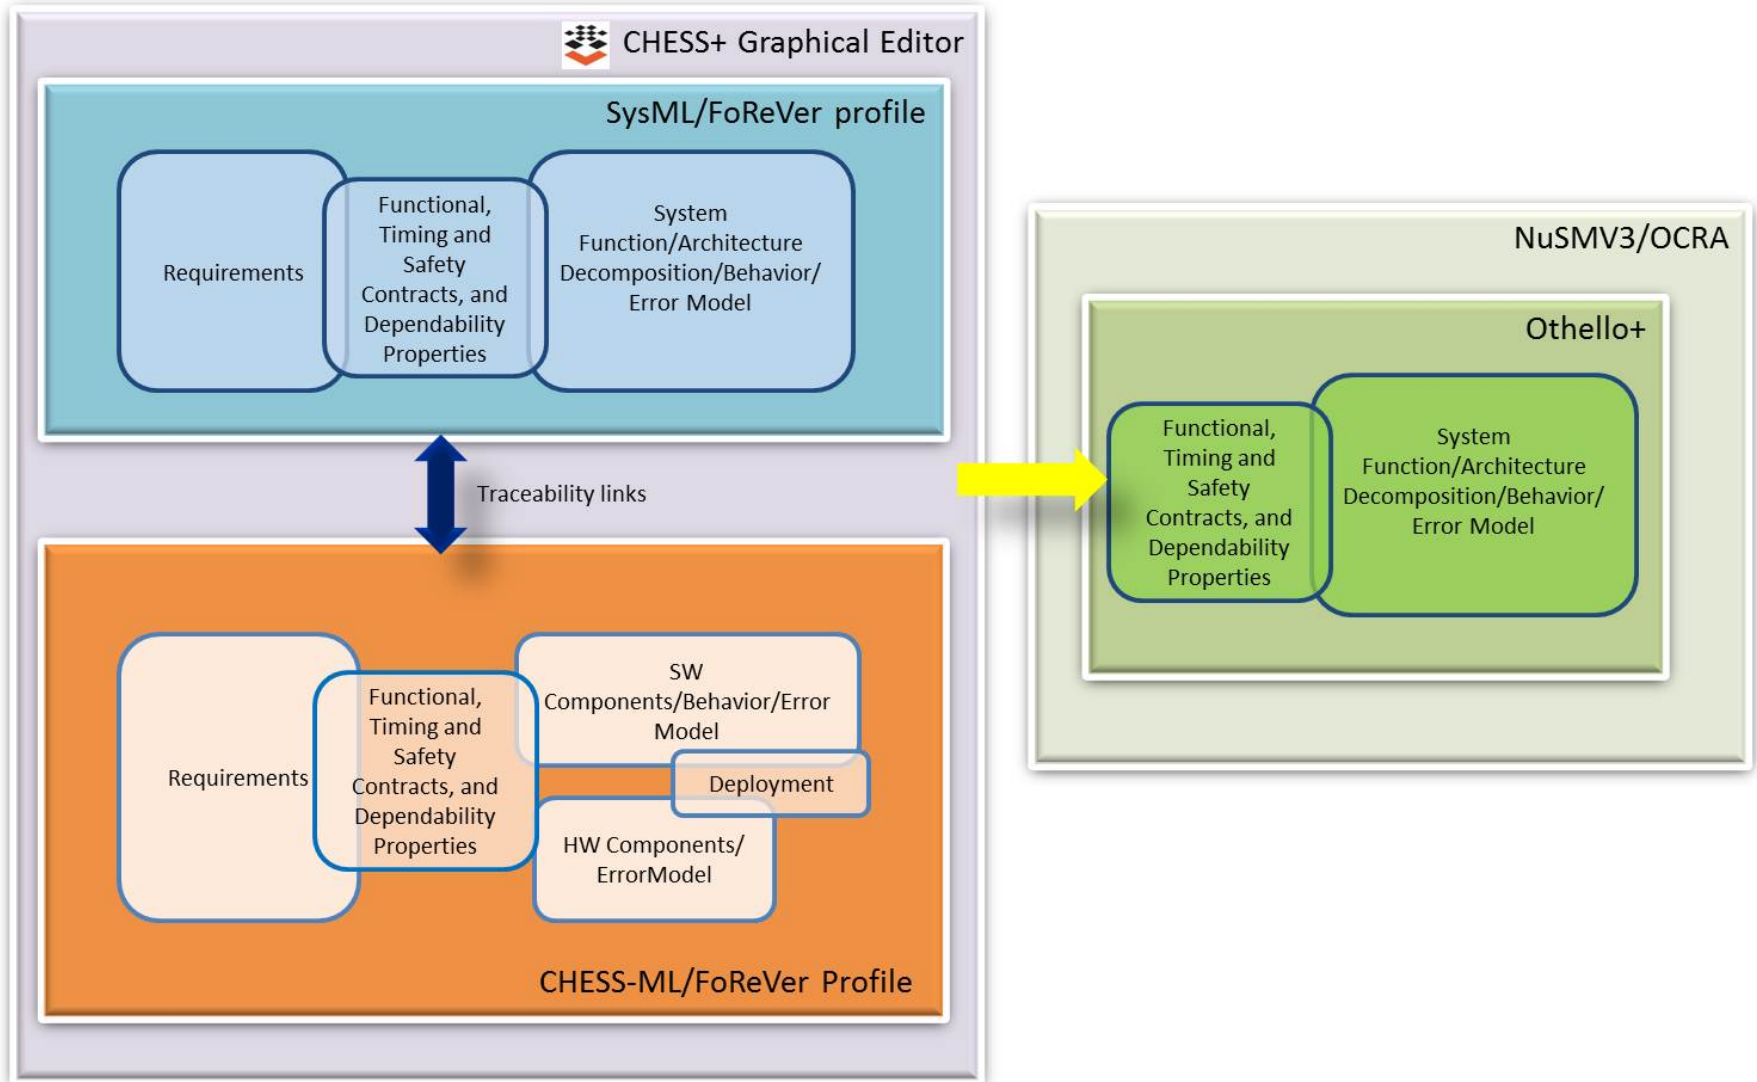 CHESS+ Graphical Editor
SysML/FoReVer profile
Requirements
Functional,
Timing and
Safety
Contracts, and
Dependability
Properties
System
Function/Architecture
Decomposition/Behavior/
Error Model
Traceability links
Requirements
Functional,
Timing and
Safety
Contracts, and
Dependability
Properties
SW
Components/Behavior/Error
Model
Deployment
HW Components/
ErrorModel
CHESS-ML/FoReVer Profile
NuSMV3/OCRA
Othello+
Functional,
Timing and
Safety
Contracts, and
Dependability
Properties
System
Function/Architecture
Decomposition/Behavior/
Error Model